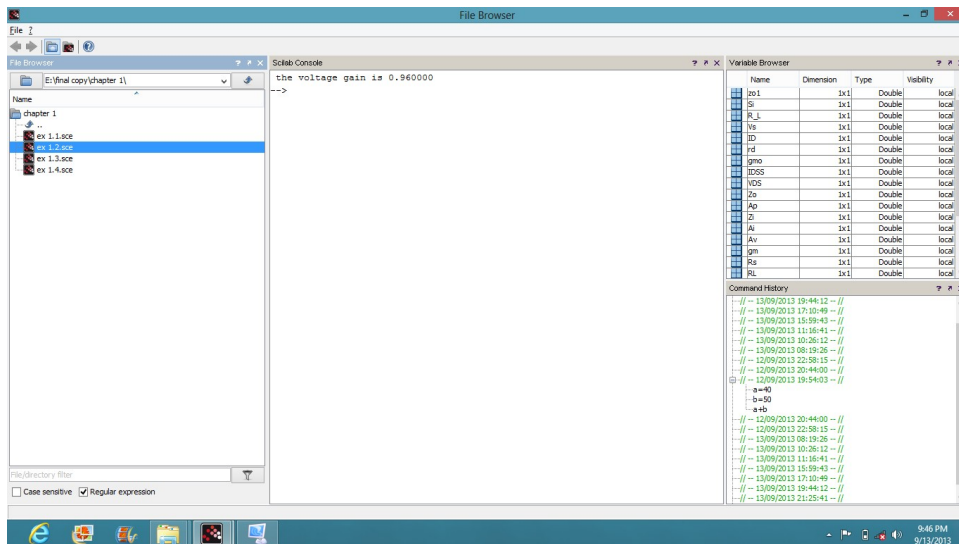 File Browser
File ?
File Browser ? x
Scilab Console ? x
Variable Browser ?
E:\final copy\chapter 1\
Name
chapter 1
..
ex 1.1.sce
ex 1.2.sce
ex 1.3.sce
ex 1.4.sce
File/directory filter
Case sensitive Regular expression
the voltage gain is 0.960000
-->
Name Dimension Type Visibility
zo1 1x1 Double local
Si 1x1 Double local
R_L 1x1 Double local
Vs 1x1 Double local
ID 1x1 Double local
rd 1x1 Double local
gmo 1x1 Double local
IDSS 1x1 Double local
VDS 1x1 Double local
Zo 1x1 Double local
Ap 1x1 Double local
Zi 1x1 Double local
Ai 1x1 Double local
Av 1x1 Double local
gm 1x1 Double local
Rs 1x1 Double local
RL 1x1 Double local
Command History ?
// -- 13/09/2013 19:44:12 -- //
// -- 13/09/2013 17:10:49 -- //
// -- 13/09/2013 15:59:43 -- //
// -- 13/09/2013 11:16:41 -- //
// -- 13/09/2013 10:26:12 -- //
// -- 13/09/2013 08:19:26 -- //
// -- 12/09/2013 22:58:15 -- //
// -- 12/09/2013 20:44:00 -- //
// -- 12/09/2013 19:54:03 -- //
a=40
b=50
a+b
// -- 12/09/2013 20:44:00 -- //
// -- 12/09/2013 22:58:15 -- //
// -- 13/09/2013 08:19:26 -- //
// -- 13/09/2013 10:26:12 -- //
// -- 13/09/2013 11:16:41 -- //
// -- 13/09/2013 15:59:43 -- //
// -- 13/09/2013 17:10:49 -- //
// -- 13/09/2013 19:44:12 -- //
// -- 13/09/2013 21:25:41 -- //
9:46 PM
9/13/2013